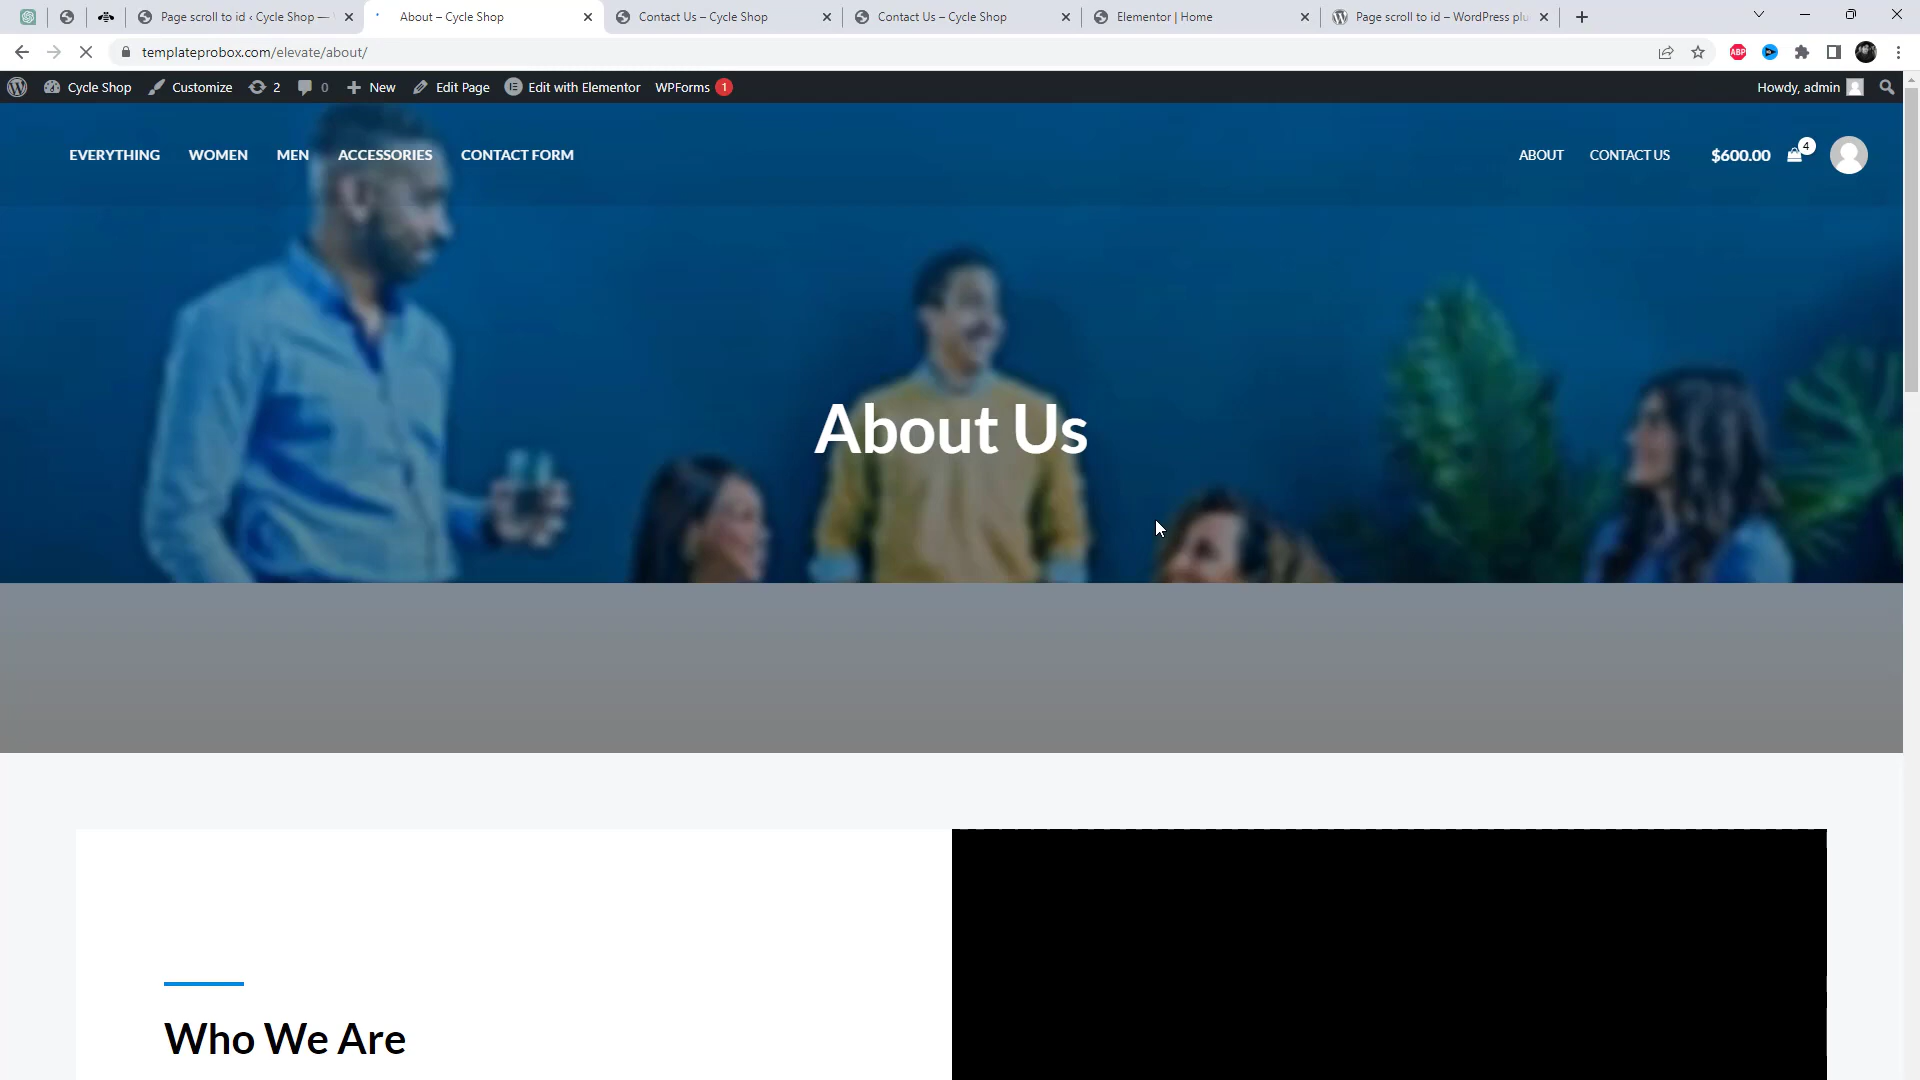 Page scroll to id ‹ Cycle Shop —
About – Cycle Shop
Contact Us – Cycle Shop
Contact Us – Cycle Shop
Elementor | Home
Page scroll to id – WordPress plu
templateprobox.com/elevate/about/
ABP
Cycle Shop
Customize
2
0
New
Edit Page
Edit with Elementor
WPForms 1
Howdy, admin
EVERYTHING
WOMEN
MEN
ACCESSORIES
CONTACT FORM
ABOUT
CONTACT US
$600.00
4
About Us
Who We Are